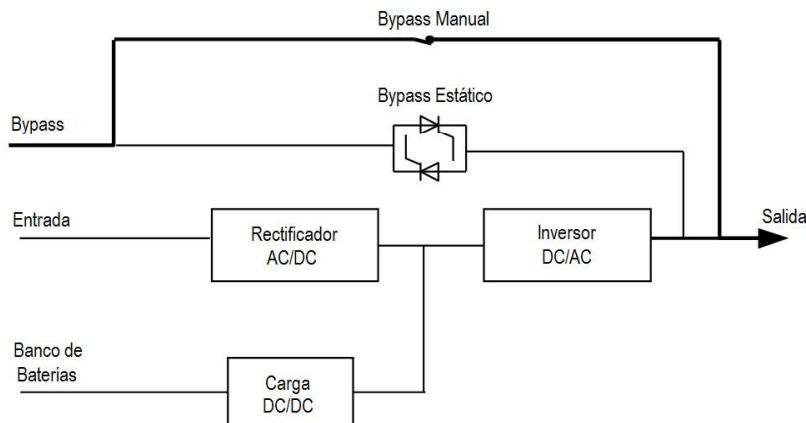 Bypass Manual
Bypass Estático
Bypass
Entrada
Rectificador
AC/DC
Inversor
DC/AC
Salida
Banco de
Baterías
Carga
DC/DC